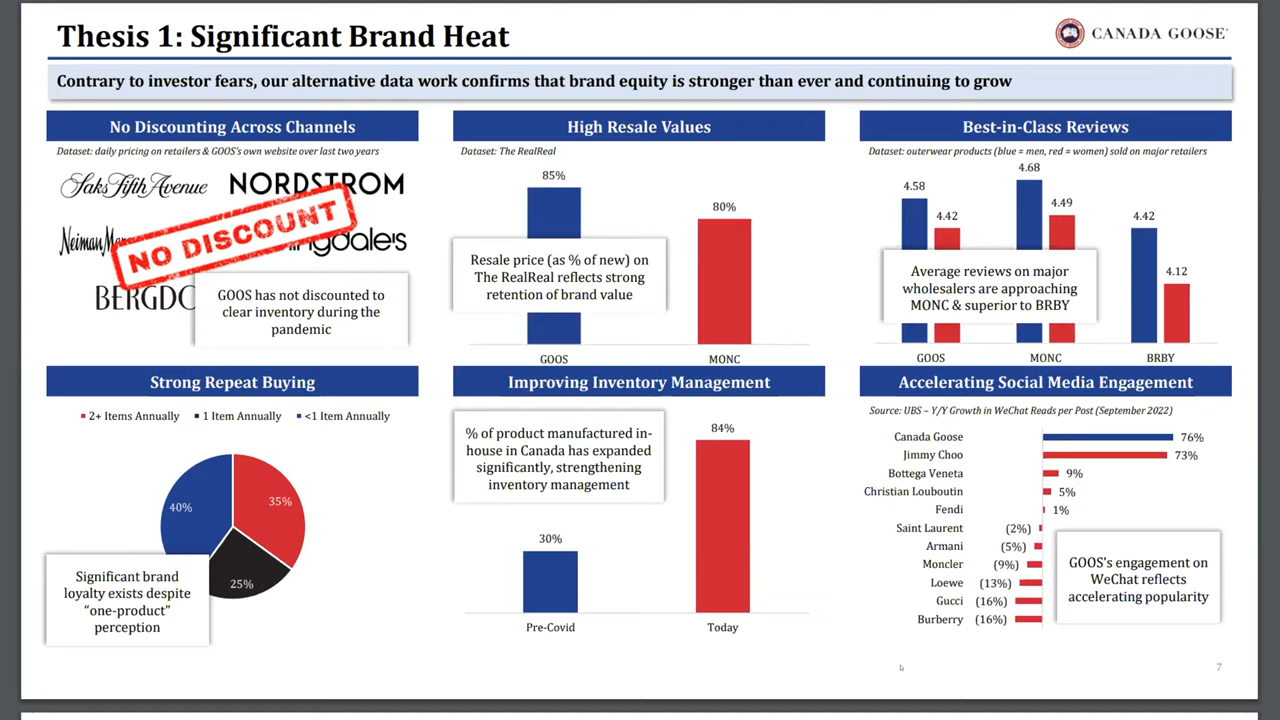 Thesis 1: Significant Brand Heat
CANADA GOOSE
Contrary to investor fears, our alternative data work confirms that brand equity is stronger than ever and continuing to grow
No Discounting Across Channels
Dataset: daily pricing on retailers & GOOS's own website over last two years
Saks Fifth Avenue
NORDSTROM
NO DISCOUNT
GOOS has not discounted to
clear inventory during the
pandemic
High Resale Values
Dataset: The RealReal
85%
80%
Resale price (as % of new) on
The RealReal reflects strong
retention of brand value
GOOS
MONC
Best-in-Class Reviews
Dataset: outerwear products (blue = men, red = women) sold on major retailers
4.58
4.42
4.68
4.49
4.42
4.12
Average reviews on major
wholesalers are approaching
MONC & superior to BRBY
GOOS
MONC
BRBY
Strong Repeat Buying
2+ Items Annually
1 Item Annually
<1 Item Annually
40%
35%
25%
Significant brand
loyalty exists despite
“one-product”
perception
Improving Inventory Management
% of product manufactured in-
house in Canada has expanded
significantly, strengthening
inventory management
84%
30%
Pre-Covid
Today
Accelerating Social Media Engagement
Source: UBS – Y/Y Growth in WeChat Reads per Post (September 2022)
Canada Goose 76%
Jimmy Choo 73%
Bottega Veneta 9%
Christian Louboutin 5%
Fendi 1%
Saint Laurent (2%)
Armani (5%)
Moncler (9%)
Loewe (13%)
Gucci (16%)
Burberry (16%)
GOOS's engagement on
WeChat reflects
accelerating popularity
7